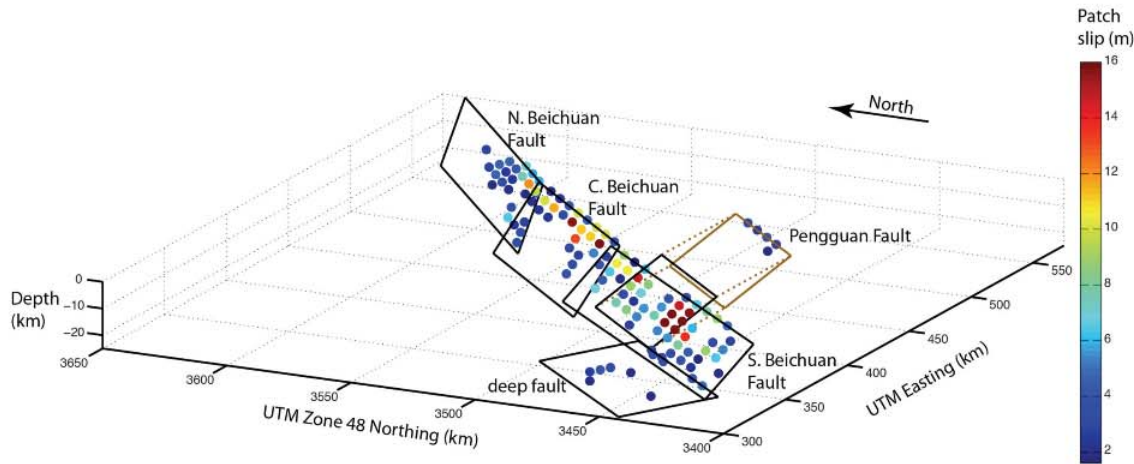 Patch
slip (m)
16
14
12
10
8
6
4
2
North
N. Beichuan
Fault
C. Beichuan
Fault
Pengguan Fault
S. Beichuan
Fault
deep fault
Depth
(km)
0
−10
−20
3650
3600
3550
3500
3450
3400
UTM Zone 48 Northing (km)
300
350
400
450
500
550
UTM Easting (km)